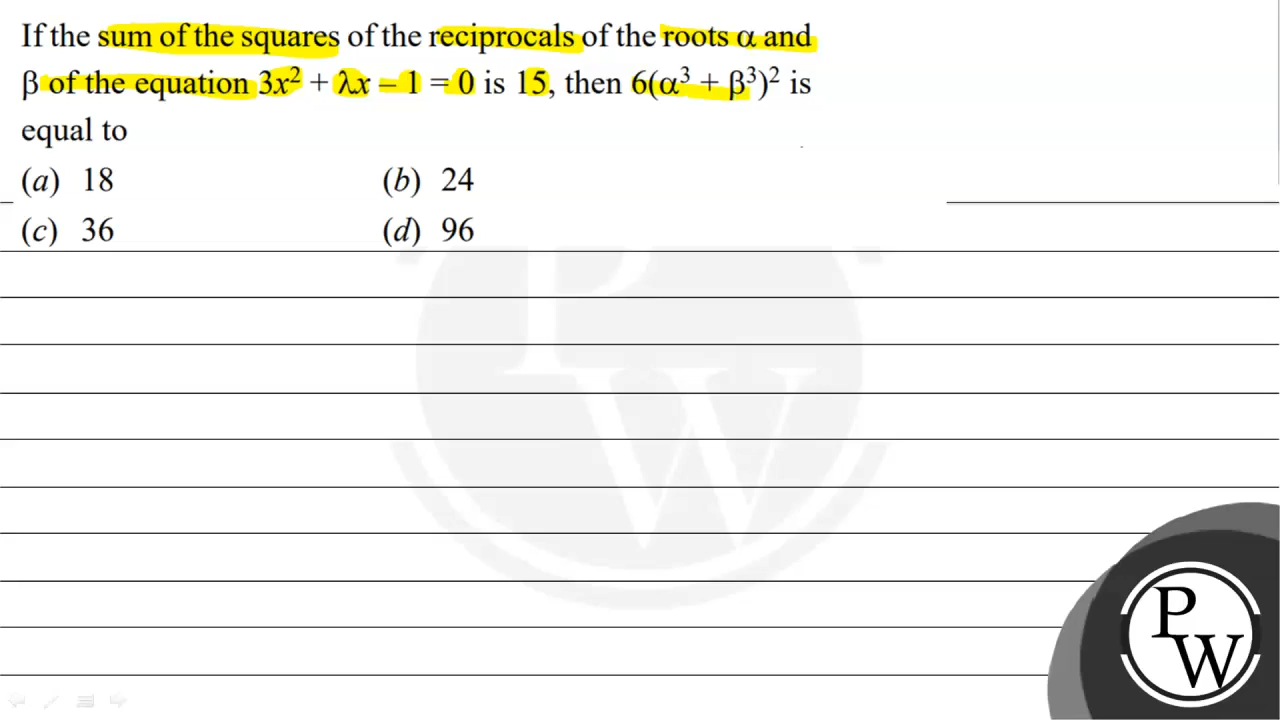 If the sum of the squares of the reciprocals of the roots α and
β of the equation 3x² + λx – 1 = 0 is 15, then 6(α³ + β³)² is
equal to
(a) 18 (b) 24
(c) 36 (d) 96
P
W
P
W